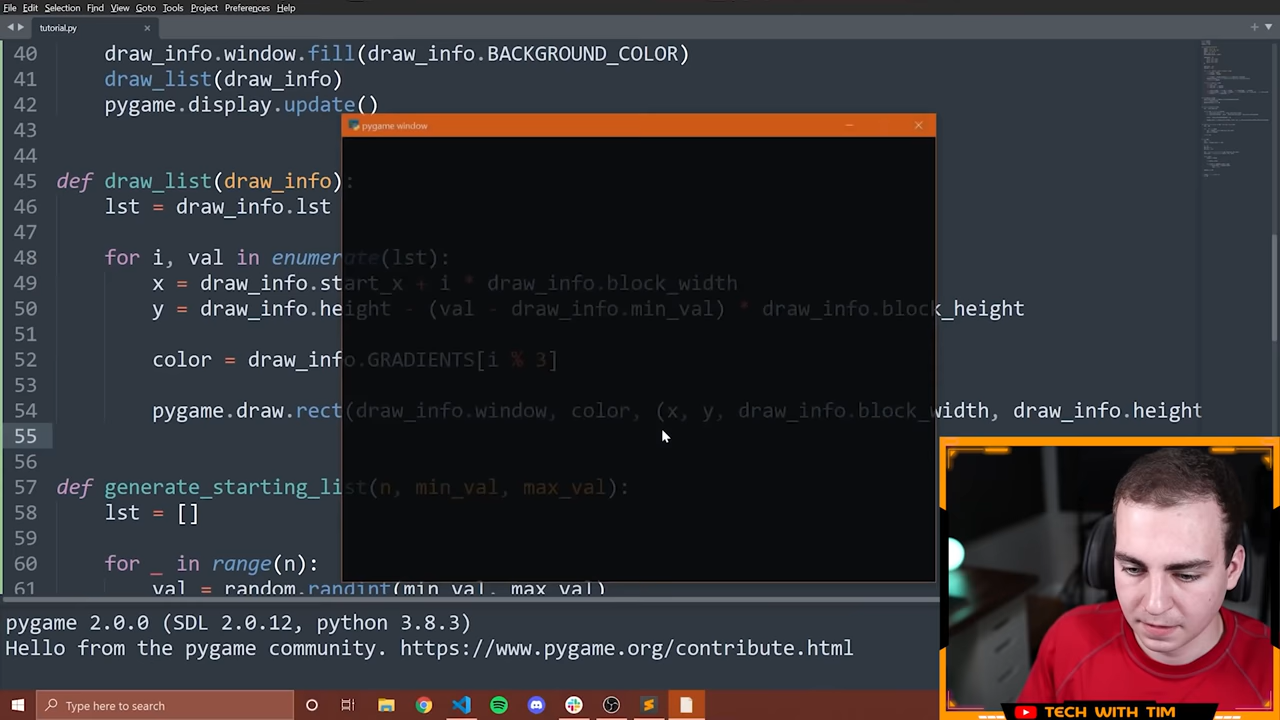 File Edit Selection Find View Goto Tools Project Preferences Help
tutorial.py
40 draw_info.window.fill(draw_info.BACKGROUND_COLOR)
41 draw_list(draw_info)
42 pygame.display.update()
43
pygame window
44
45 def draw_list(draw_info):
46 lst = draw_info.lst
47
48 for i, val in enumerate(lst):
49 x = draw_info.start_x + i * draw_info.block_width
50 y = draw_info.height - (val - draw_info.min_val) * draw_info.block_height
51
52 color = draw_info.GRADIENTS[i % 3]
53
54 pygame.draw.rect(draw_info.window, color, (x, y, draw_info.block_width, draw_info.height
55
56
57 def generate_starting_list(n, min_val, max_val):
58 lst = []
59
60 for _ in range(n):
61 val = random.randint(min_val, max_val)
pygame 2.0.0 (SDL 2.0.12, python 3.8.3)
Hello from the pygame community. https://www.pygame.org/contribute.html
Type here to search
TECH WITH TIM